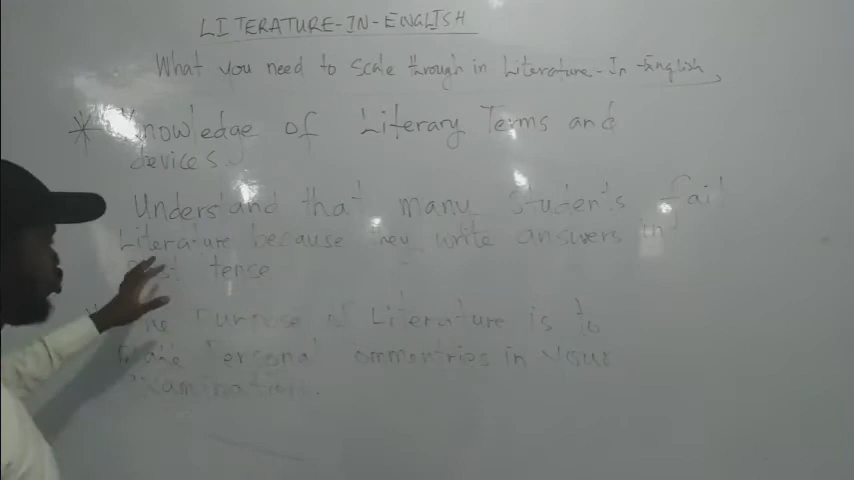 LITERATURE-IN-ENGLISH
What you need to Scale through in Literature-In-English,
* Knowledge of Literary Terms and
devices.
Understand that many students fail
Literature because they write answers in
Past tense
The Purpose of Literature is to
make Personal commentries in your
Examination.